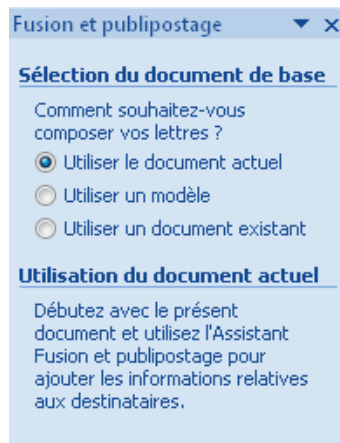 Fusion et publipostage
Sélection du document de base
Comment souhaitez-vous
composer vos lettres ?
Utiliser le document actuel
Utiliser un modèle
Utiliser un document existant
Utilisation du document actuel
Débutez avec le présent
document et utilisez l'Assistant
Fusion et publipostage pour
ajouter les informations relatives
aux destinataires.